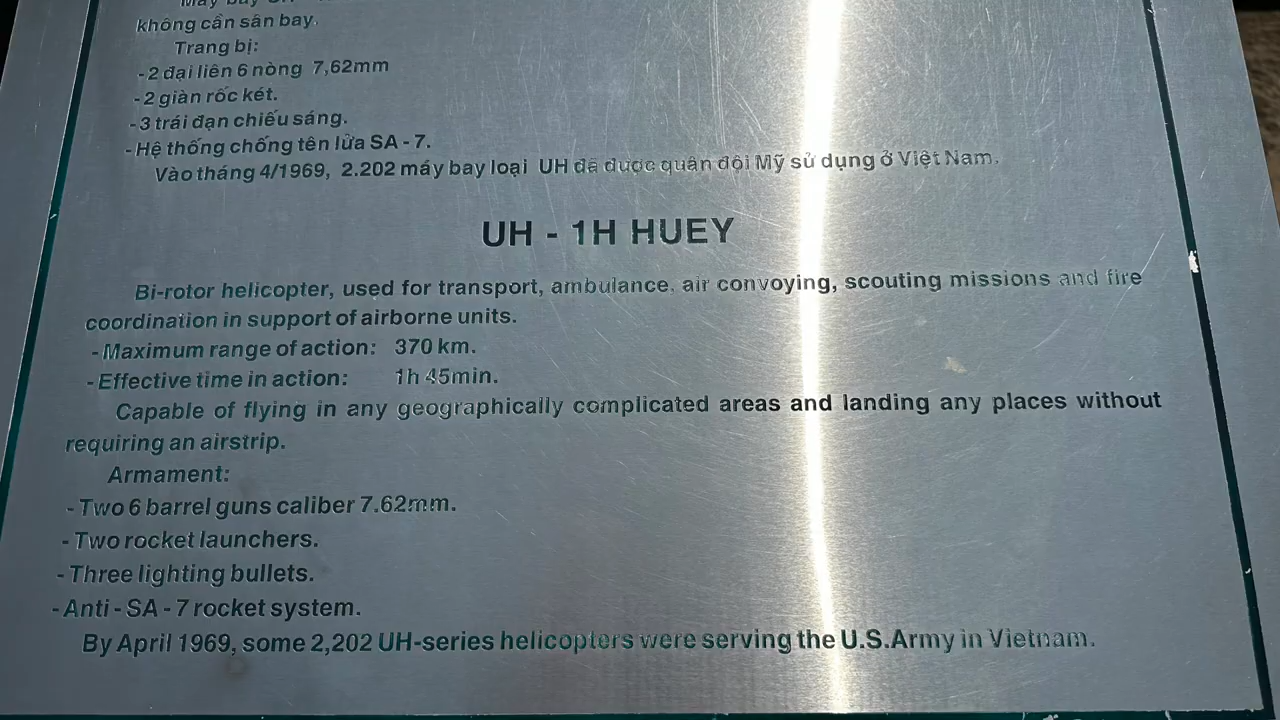 Máy bay UH -
không cần sân bay.
Trang bị:
- 2 đại liên 6 nòng 7,62mm
- 2 giàn rốc két.
- 3 trái đạn chiếu sáng.
- Hệ thống chống tên lửa SA - 7.
Vào tháng 4/1969, 2.202 máy bay loại UH đã được quân đội Mỹ sử dụng ở Việt Nam.
UH - 1H HUEY
Bi-rotor helicopter, used for transport, ambulance, air convoying, scouting missions and fire
coordination in support of airborne units.
- Maximum range of action: 370 km.
- Effective time in action: 1h 45min.
Capable of flying in any geographically complicated areas and landing any places without
requiring an airstrip.
Armament:
- Two 6 barrel guns caliber 7.62mm.
- Two rocket launchers.
- Three lighting bullets.
- Anti - SA - 7 rocket system.
By April 1969, some 2,202 UH-series helicopters were serving the U.S.Army in Vietnam.